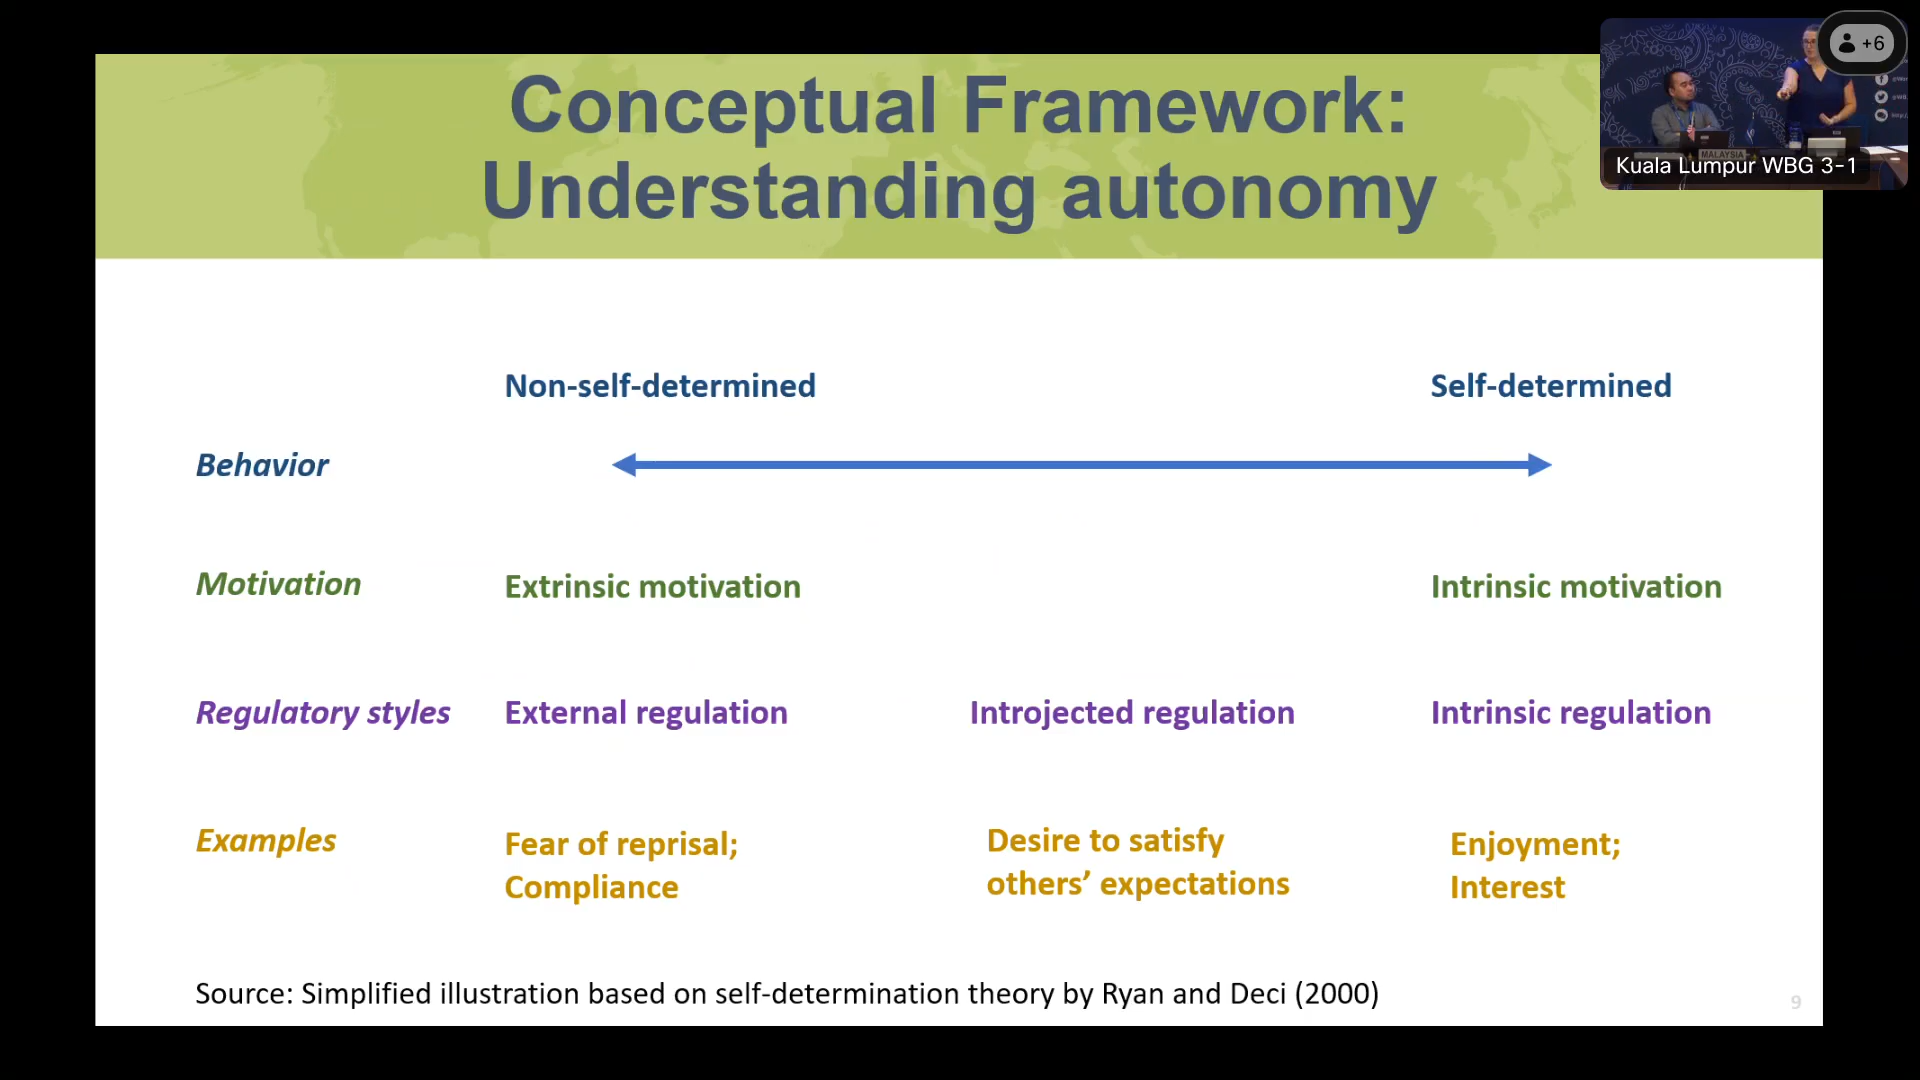 Conceptual Framework:
Understanding autonomy
+6
MALAYSIA
Kuala Lumpur WBG 3-1
Non-self-determined
Self-determined
Behavior
Motivation
Extrinsic motivation
Intrinsic motivation
Regulatory styles
External regulation
Introjected regulation
Intrinsic regulation
Examples
Fear of reprisal;
Compliance
Desire to satisfy
others’ expectations
Enjoyment;
Interest
Source: Simplified illustration based on self-determination theory by Ryan and Deci (2000)
9